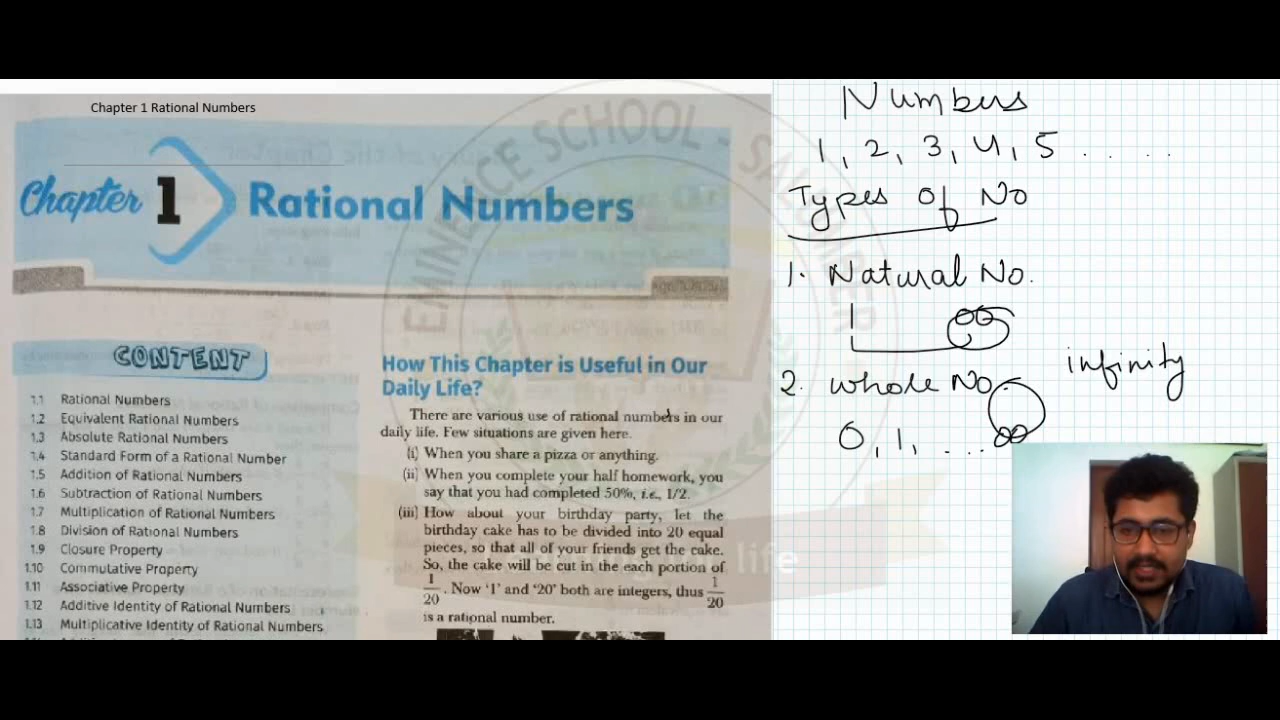 Chapter 1 Rational Numbers
Chapter 1 Rational Numbers
CONTENT
1.1 Rational Numbers
1.2 Equivalent Rational Numbers
1.3 Absolute Rational Numbers
1.4 Standard Form of a Rational Number
1.5 Addition of Rational Numbers
1.6 Subtraction of Rational Numbers
1.7 Multiplication of Rational Numbers
1.8 Division of Rational Numbers
1.9 Closure Property
1.10 Commutative Property
1.11 Associative Property
1.12 Additive Identity of Rational Numbers
1.13 Multiplicative Identity of Rational Numbers
How This Chapter is Useful in Our
Daily Life?
There are various use of rational numbers in our
daily life. Few situations are given here.
(i) When you share a pizza or anything.
(ii) When you complete your half homework, you
say that you had completed 50%, i.e., 1/2.
(iii) How about your birthday party, let the
birthday cake has to be divided into 20 equal
pieces, so that all of your friends get the cake.
So, the cake will be cut in the each portion of
1/20. Now '1' and '20' both are integers, thus 1/20
is a rational number.
EMINENCE SCHOOL - 
life
Numbers
1, 2, 3, 4, 5 . . . . .
Types of No
1. Natural No.
1 ∞
infinity
2. Whole No
0, 1, . . . . ∞